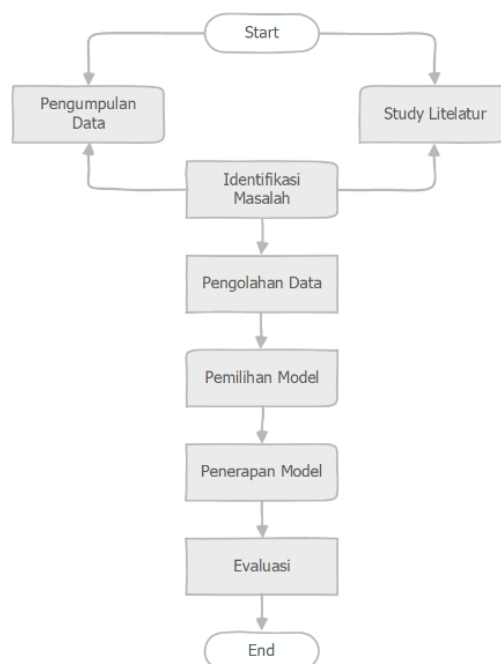 Start
Pengumpulan
Data
Study Litelatur
Identifikasi
Masalah
Pengolahan Data
Pemilihan Model
Penerapan Model
Evaluasi
End